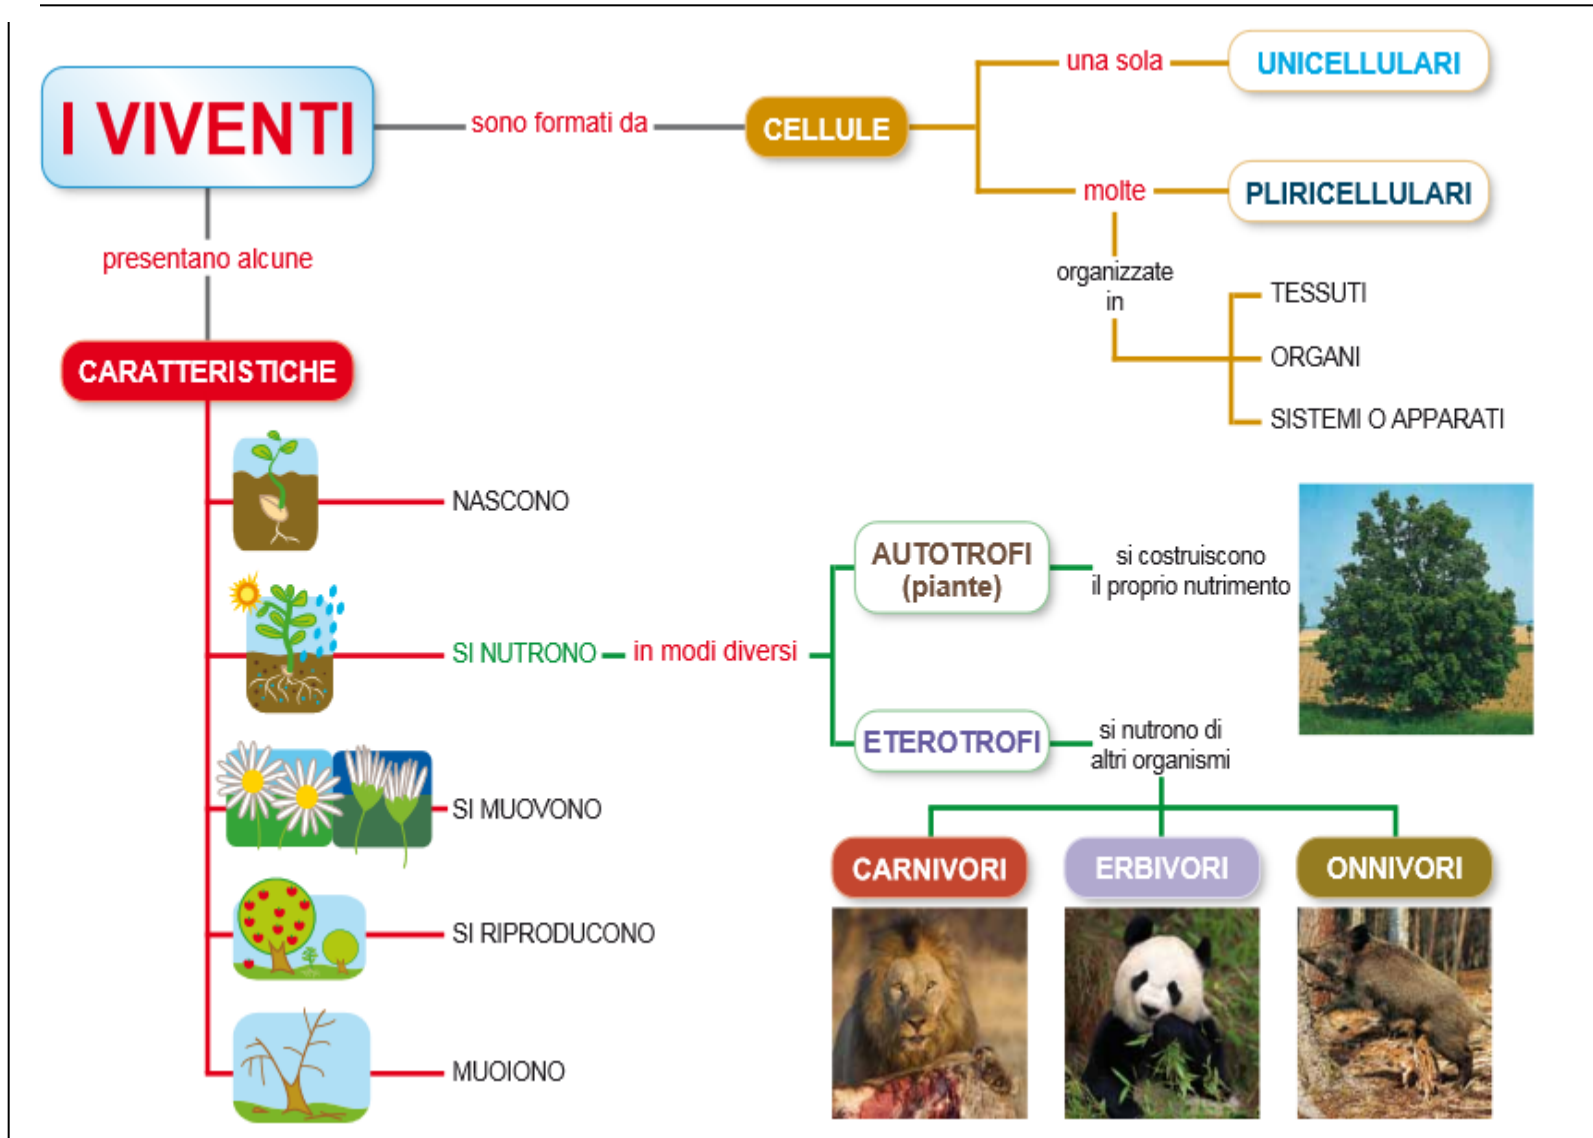 I VIVENTI
sono formati da
CELLULE
una sola
UNICELLULARI
molte
PLIRICELLULARI
organizzate
in
TESSUTI
ORGANI
SISTEMI O APPARATI
presentano alcune
CARATTERISTICHE
NASCONO
SI NUTRONO
in modi diversi
AUTOTROFI
(piante)
si costruiscono
il proprio nutrimento
ETEROTROFI
si nutrono di
altri organismi
CARNIVORI
ERBIVORI
ONNIVORI
SI MUOVONO
SI RIPRODUCONO
MUOIONO